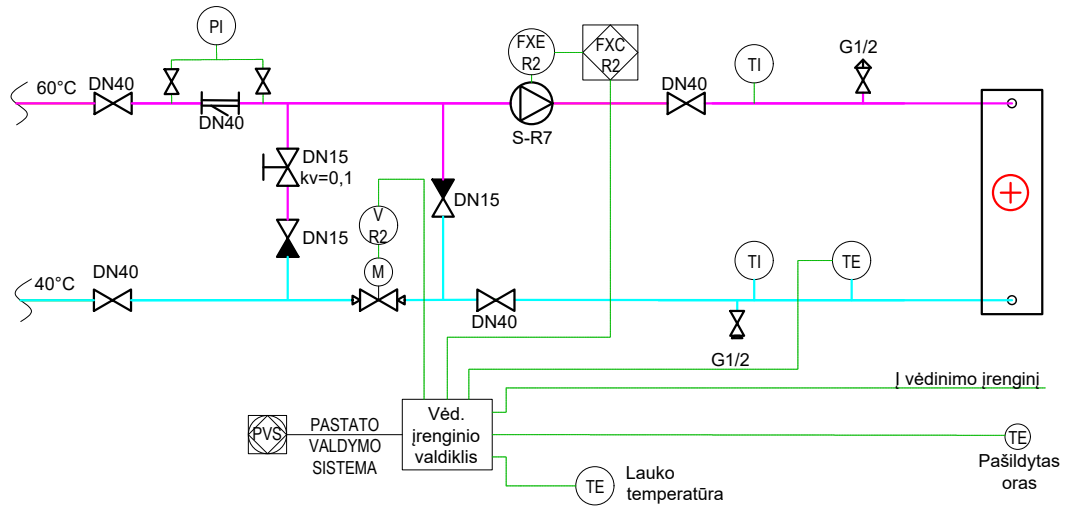 PI
FXE
R2
FXC
R2
G1/2
60°C
DN40
DN40
S-R7
DN40
TI
DN15
kv=0,1
DN15
V
R2
DN15
M
40°C
DN40
DN40
TI
TE
G1/2
Į vėdinimo įrenginį
PVS
PASTATO
VALDYMO
SISTEMA
Vėd.
įrenginio
valdiklis
TE
Pašildytas
oras
TE
Lauko
temperatūra